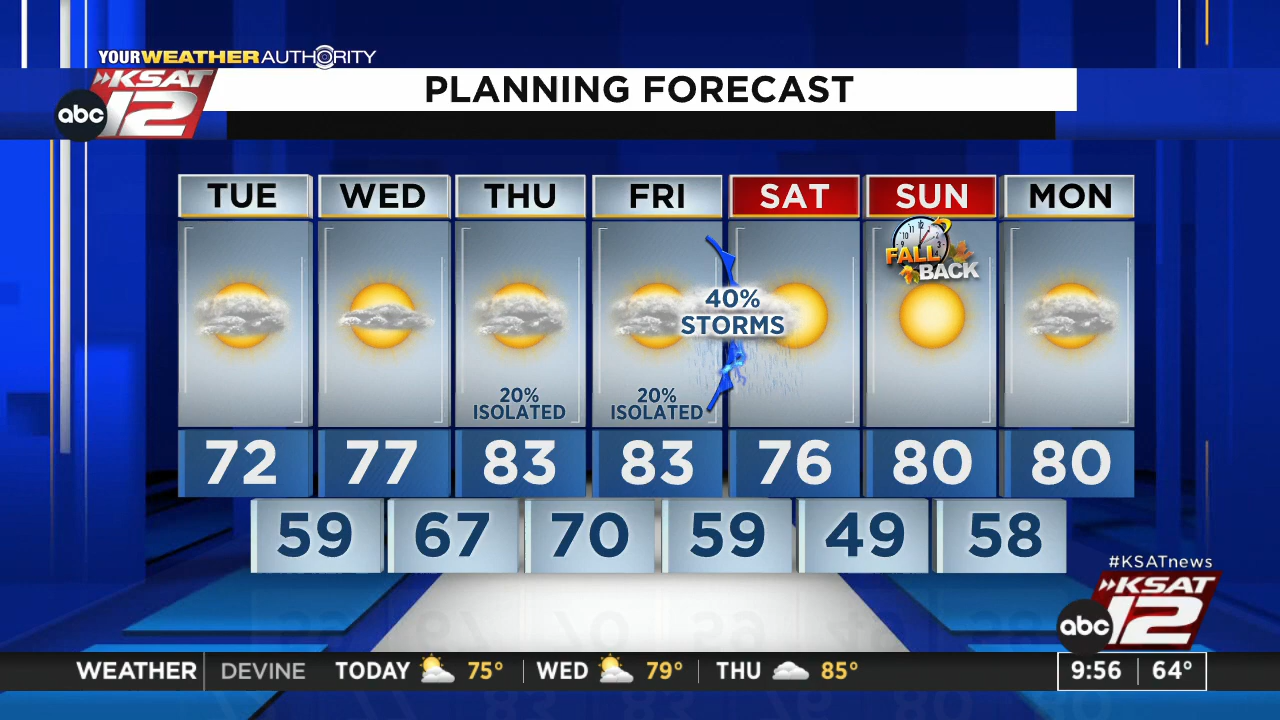 YOURWEATHERAUTHORITY
KSAT
abc 12
PLANNING FORECAST
TUE WED THU FRI SAT SUN MON
FALL BACK
40% STORMS
20% ISOLATED 20% ISOLATED
72 77 83 83 76 80 80
59 67 70 59 49 58
#KSATnews
KSAT
abc 12
WEATHER DEVINE TODAY 75° WED 79° THU 85° 9:56 64°